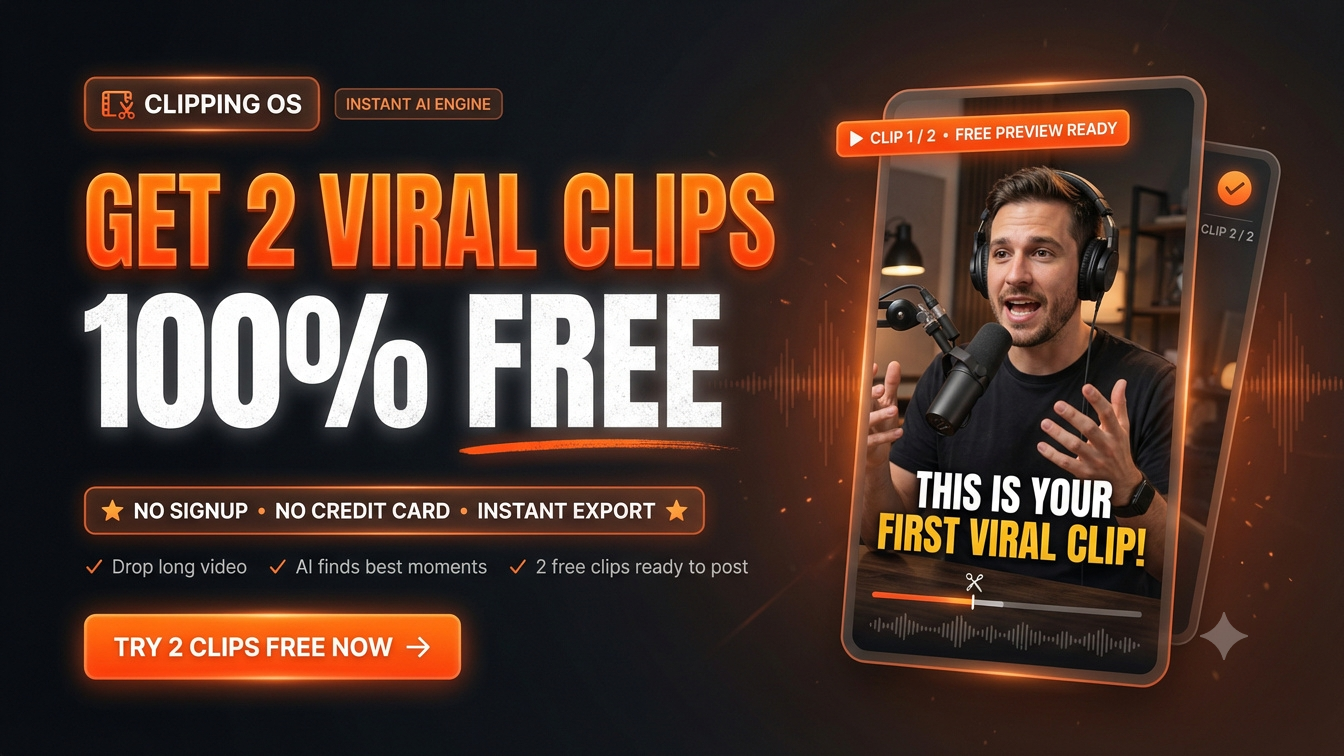 CLIPPING OS
INSTANT AI ENGINE
GET 2 VIRAL CLIPS
100% FREE
★ NO SIGNUP • NO CREDIT CARD • INSTANT EXPORT ★
✓ Drop long video ✓ AI finds best moments ✓ 2 free clips ready to post
TRY 2 CLIPS FREE NOW →
▶ CLIP 1 / 2 • FREE PREVIEW READY
CLIP 2 / 2
THIS IS YOUR
FIRST VIRAL CLIP!